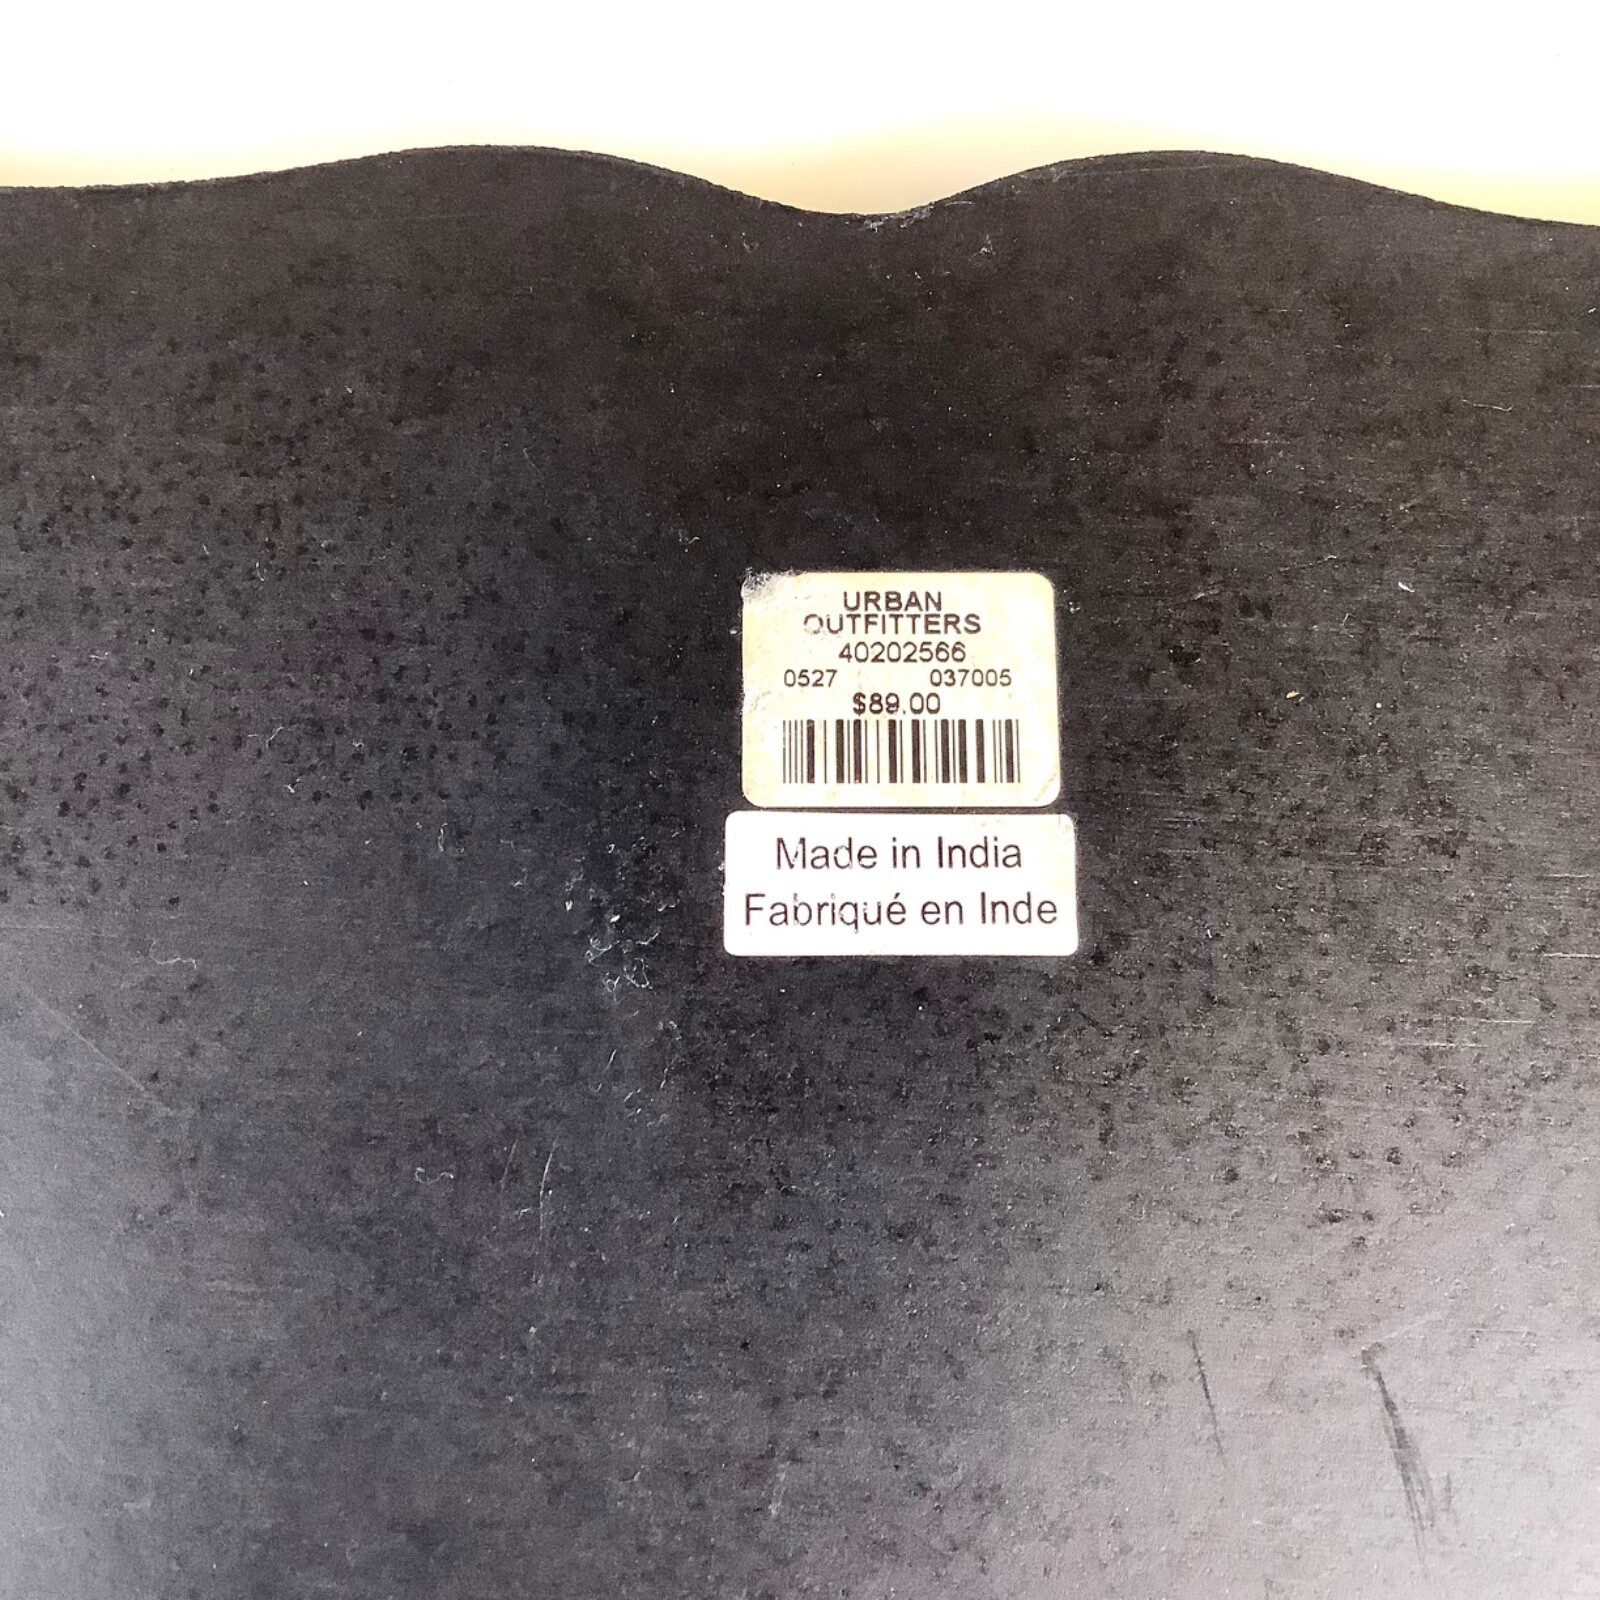 URBAN
OUTFITTERS
40202566
0527 037005
$89.00
Made in India
Fabriqué en Inde